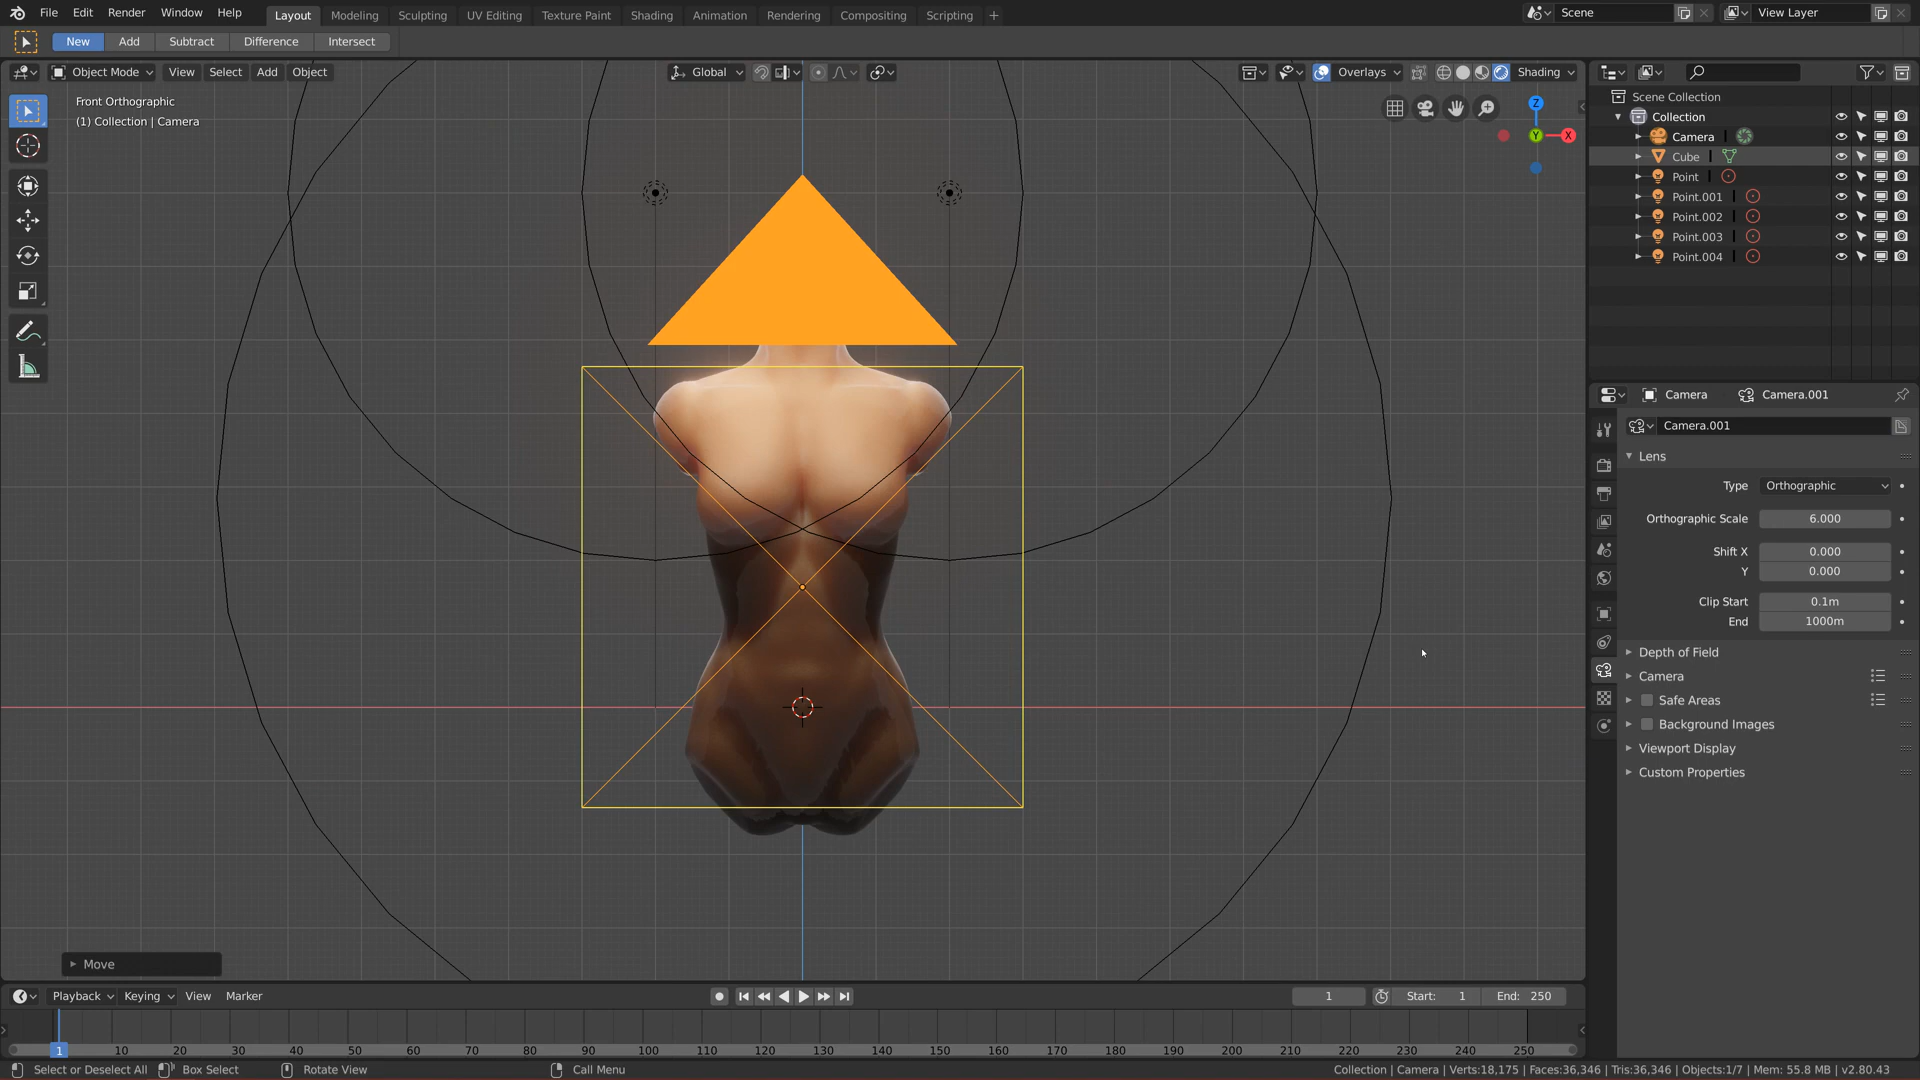 File Edit Render Window Help Layout Modeling Sculpting UV Editing Texture Paint Shading Animation Rendering Compositing Scripting + Scene View Layer
New Add Subtract Difference Intersect
Object Mode View Select Add Object Global Overlays Shading
Front Orthographic
(1) Collection | Camera
Z
Y X
Scene Collection
Collection
Camera
Cube
Point
Point.001
Point.002
Point.003
Point.004
Camera Camera.001
Camera.001
Lens
Type Orthographic
Orthographic Scale 6.000
Shift X 0.000
Y 0.000
Clip Start 0.1m
End 1000m
Depth of Field
Camera
Safe Areas
Background Images
Viewport Display
Custom Properties
Move
Playback Keying View Marker 1 Start: 1 End: 250
1 10 20 30 40 50 60 70 80 90 100 110 120 130 140 150 160 170 180 190 200 210 220 230 240 250
Select or Deselect All Box Select Rotate View Call Menu Collection | Camera | Verts:18,175 | Faces:36,346 | Tris:36,346 | Objects:1/7 | Mem: 55.8 MB | v2.80.43